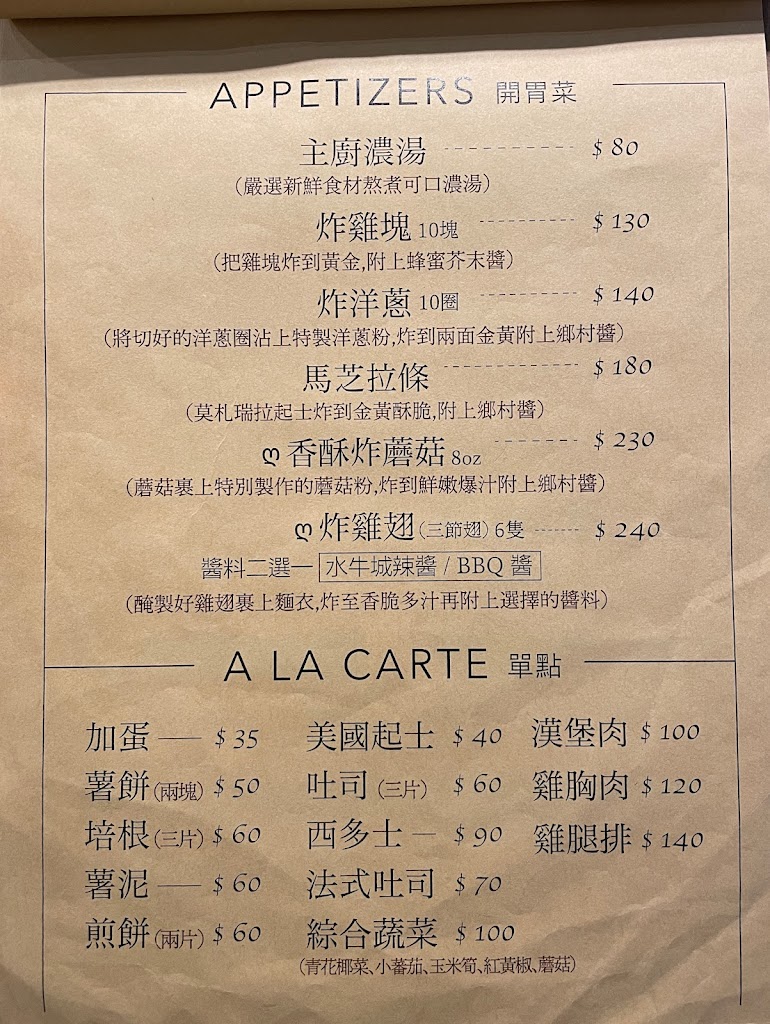 APPETIZERS 開胃菜
主廚濃湯 $ 80
(嚴選新鮮食材熬煮可口濃湯)
炸雞塊 10塊 $ 130
(把雞塊炸到黃金,附上蜂蜜芥末醬)
炸洋蔥 10圈 $ 140
(將切好的洋蔥圈沾上特製洋蔥粉,炸到兩面金黃附上鄉村醬)
馬芝拉條 $ 180
(莫札瑞拉起士炸到金黃酥脆,附上鄉村醬)
香酥炸蘑菇 8oz $ 230
(蘑菇裹上特別製作的蘑菇粉,炸到鮮嫩爆汁附上鄉村醬)
炸雞翅 (三節翅) 6隻 $ 240
醬料二選一 水牛城辣醬 / BBQ 醬
(醃製好雞翅裹上麵衣,炸至香脆多汁再附上選擇的醬料)
A LA CARTE 單點
加蛋 $ 35 美國起士 $ 40 漢堡肉 $ 100
薯餅(兩塊) $ 50 吐司 (三片) $ 60 雞胸肉 $ 120
培根(三片) $ 60 西多士 $ 90 雞腿排 $ 140
薯泥 $ 60 法式吐司 $ 70
煎餅(兩片) $ 60 綜合蔬菜 $ 100
(青花椰菜、小蕃茄、玉米筍、紅黃椒、蘑菇)